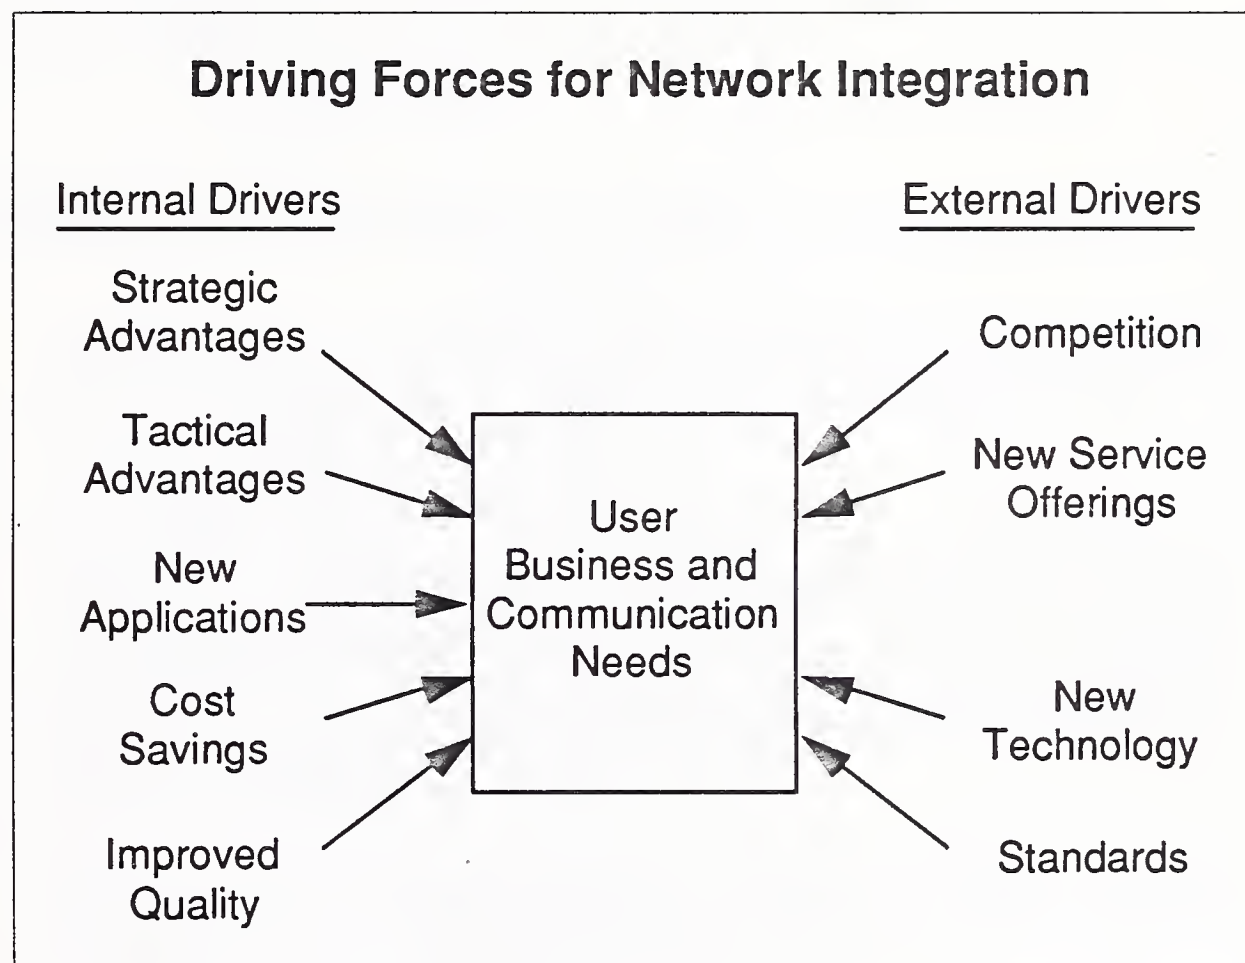 Driving Forces for Network Integration
Internal Drivers
Strategic
Advantages
Tactical
Advantages
New
Applications
Cost
Savings
Improved
Quality
User
Business and
Communication
Needs
External Drivers
Competition
New Service
Offerings
New
Technology
Standards